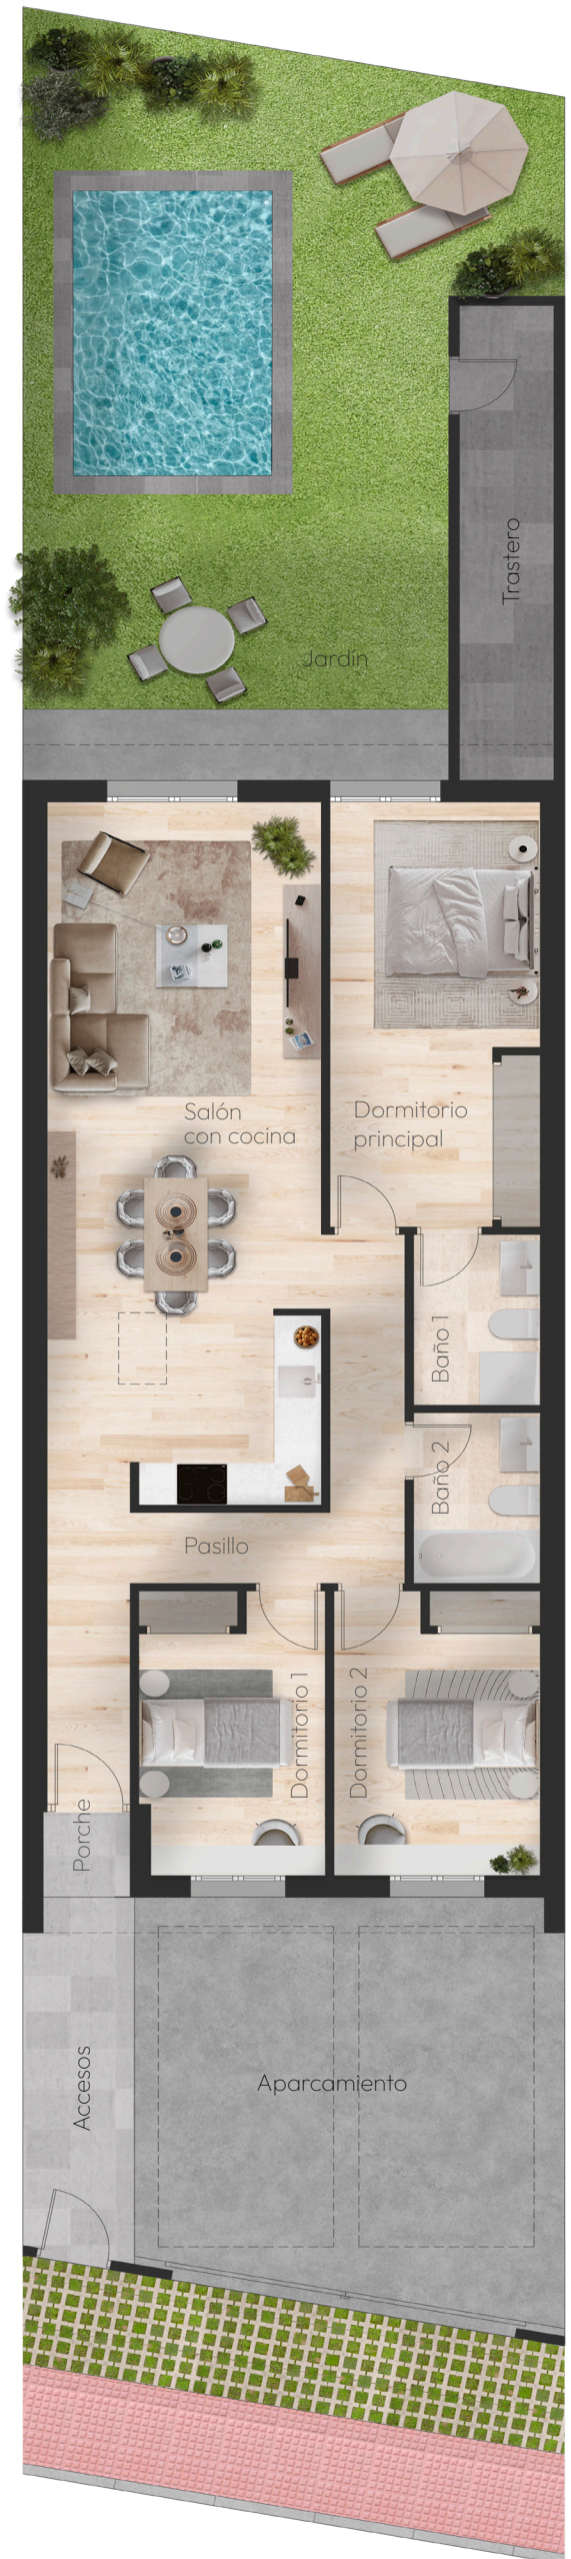 Trastero
Jardín
Salón
con cocina
Dormitorio
principal
Baño 1
Baño 2
Pasillo
Dormitorio 1
Dormitorio 2
Porche
Accesos
Aparcamiento